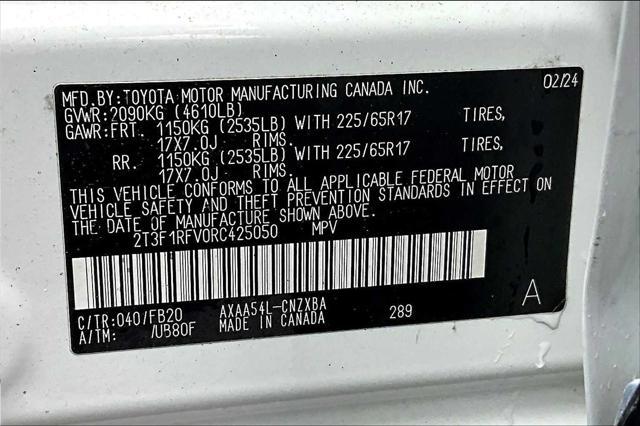 MFD.BY:TOYOTA MOTOR MANUFACTURING CANADA INC. 02/24
GVWR:2090KG (4610LB)
GAWR:FRT. 1150KG (2535LB) WITH 225/65R17 TIRES,
17X7.0J RIMS.
RR. 1150KG (2535LB) WITH 225/65R17 TIRES,
17X7.0J RIMS.
THIS VEHICLE CONFORMS TO ALL APPLICABLE FEDERAL MOTOR
VEHICLE SAFETY AND THEFT PREVENTION STANDARDS IN EFFECT ON
THE DATE OF MANUFACTURE SHOWN ABOVE.
2T3F1RFV0RC425050 MPV
A
C/TR:040/FB20 AXAA54L-CNZXBA 289
A/TM: /UB80F MADE IN CANADA